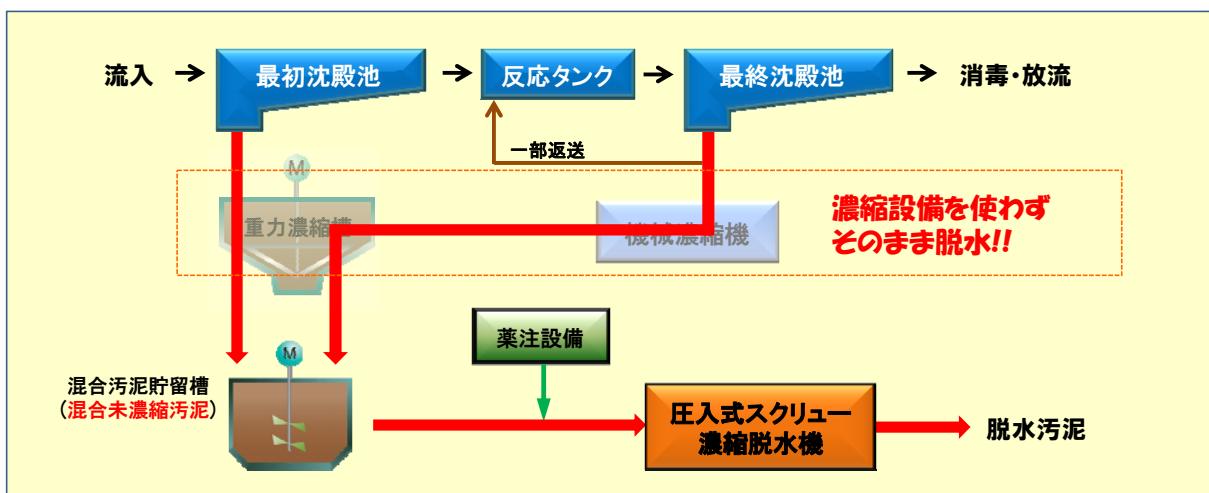 流入
最初沈殿池
反応タンク
最終沈殿池
消毒・放流
一部返送
M
重力濃縮槽
機械濃縮機
濃縮設備を使わず
そのまま脱水!!
薬注設備
M
混合汚泥貯留槽
（混合未濃縮汚泥）
圧入式スクリュー
濃縮脱水機
脱水汚泥